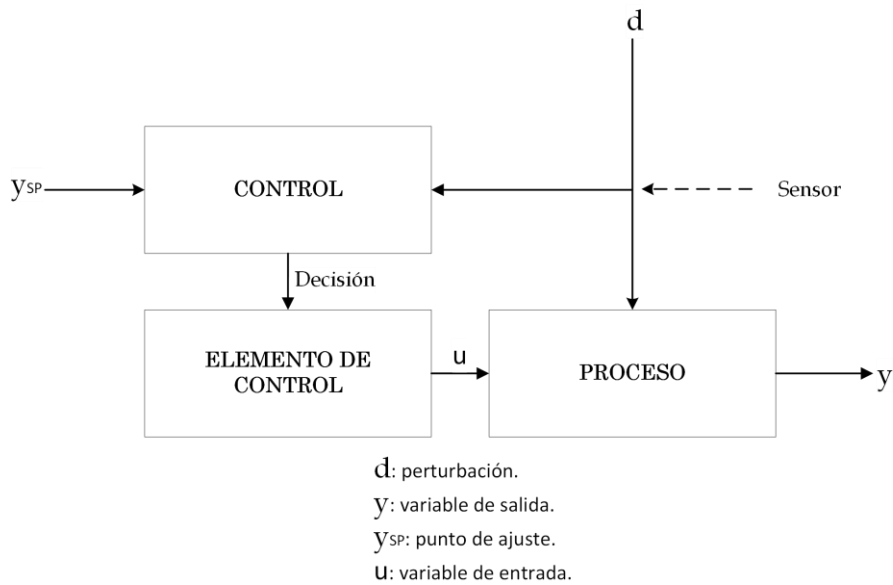 d
CONTROL
ySP
Sensor
Decisión
ELEMENTO DE
CONTROL
u
PROCESO
y
d: perturbación.
y: variable de salida.
ySP: punto de ajuste.
u: variable de entrada.